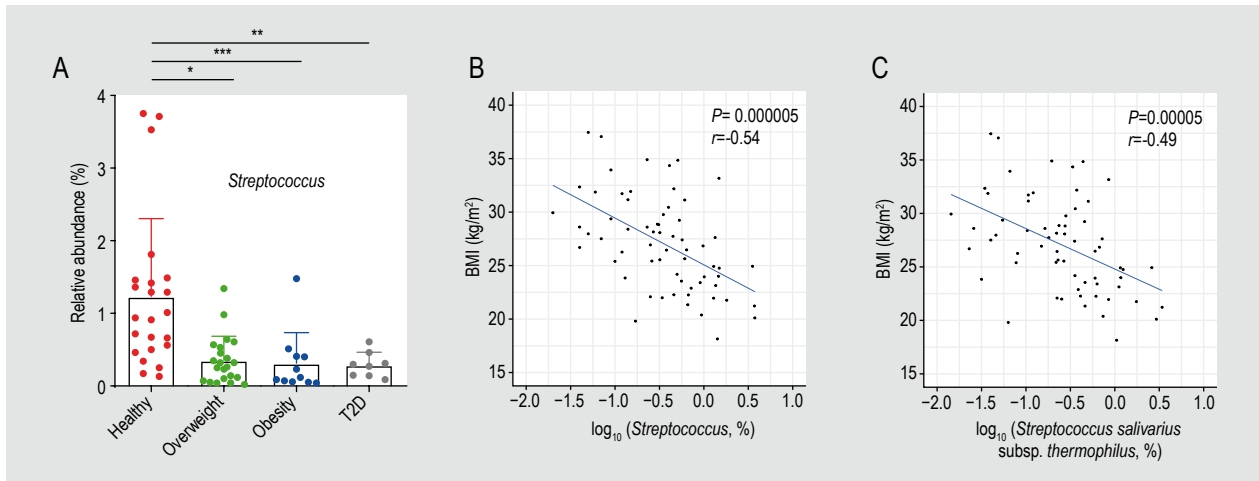 A
**
***
*
Relative abundance (%)
4
3
2
1
0
Streptococcus
Healthy
Overweight
Obesity
T2D
B
P= 0.000005
r=-0.54
BMI (kg/m²)
40
35
30
25
20
15
−2.0 −1.5 −1.0 −0.5 0.0 0.5 1.0
log₁₀ (Streptococcus, %)
C
P=0.00005
r=-0.49
BMI (kg/m²)
40
35
30
25
20
15
−2.0 −1.5 −1.0 −0.5 0.0 0.5 1.0
log₁₀ (Streptococcus salivarius
subsp. thermophilus, %)